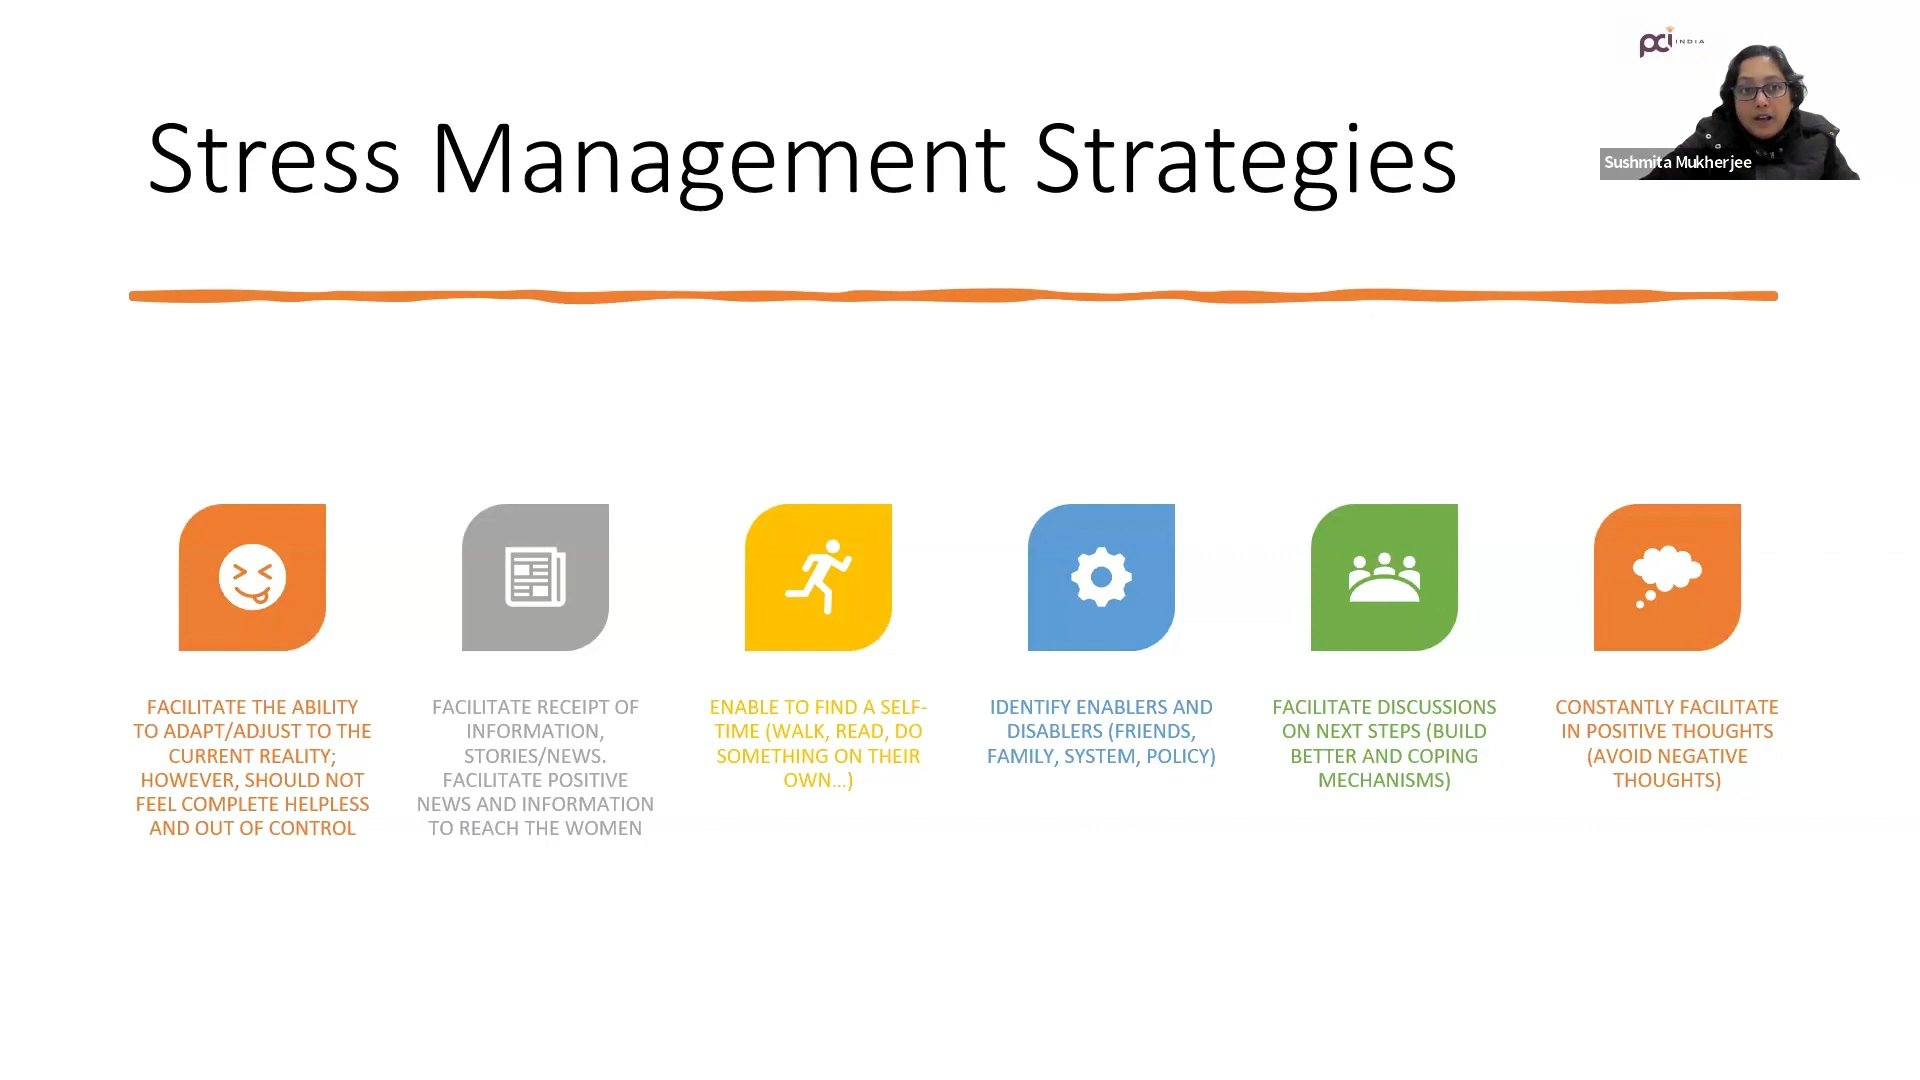 pci INDIA
Stress Management Strategies
Sushmita Mukherjee
FACILITATE THE ABILITY
TO ADAPT/ADJUST TO THE
CURRENT REALITY;
HOWEVER, SHOULD NOT
FEEL COMPLETE HELPLESS
AND OUT OF CONTROL
FACILITATE RECEIPT OF
INFORMATION,
STORIES/NEWS.
FACILITATE POSITIVE
NEWS AND INFORMATION
TO REACH THE WOMEN
ENABLE TO FIND A SELF-
TIME (WALK, READ, DO
SOMETHING ON THEIR
OWN...)
IDENTIFY ENABLERS AND
DISABLERS (FRIENDS,
FAMILY, SYSTEM, POLICY)
FACILITATE DISCUSSIONS
ON NEXT STEPS (BUILD
BETTER AND COPING
MECHANISMS)
CONSTANTLY FACILITATE
IN POSITIVE THOUGHTS
(AVOID NEGATIVE
THOUGHTS)